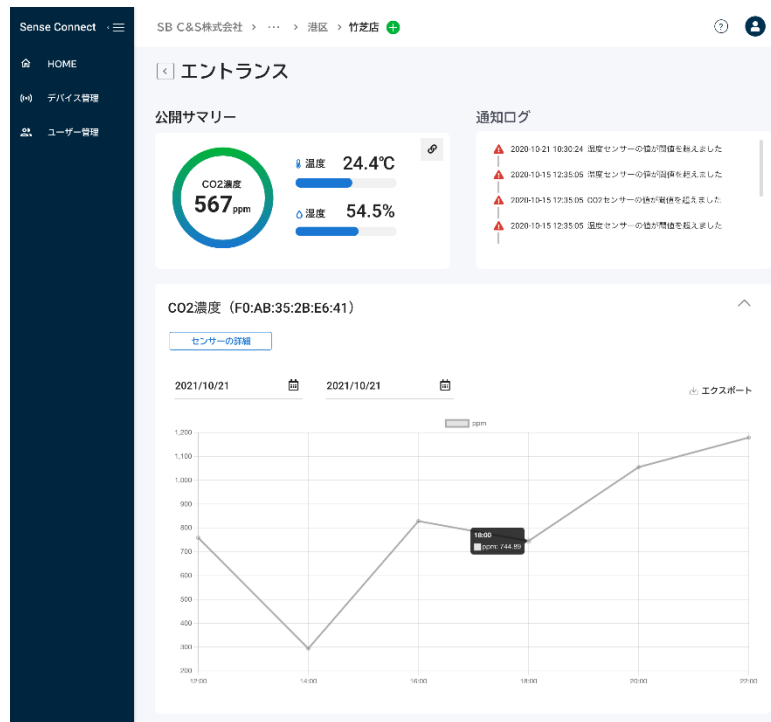 Sense Connect
HOME
デバイス管理
ユーザー管理
SB C&S株式会社 > ··· > 港区 > 竹芝店
エントランス
公開サマリー
CO2濃度
567 ppm
温度 24.4℃
湿度 54.5%
通知ログ
2020-10-21 10:30:24 湿度センサーの値が閾値を超えました
2020-10-15 12:35:05 湿度センサーの値が閾値を超えました
2020-10-15 12:35:05 CO2センサーの値が閾値を超えました
2020-10-15 12:35:05 温度センサーの値が閾値を超えました
CO2濃度（F0:AB:35:2B:E6:41）
センサーの詳細
2021/10/21
2021/10/21
エクスポート
ppm
1,200
1,100
1,000
900
800
700
600
500
400
300
200
18:00
ppm: 744.89
12:00
14:00
16:00
18:00
20:00
22:00